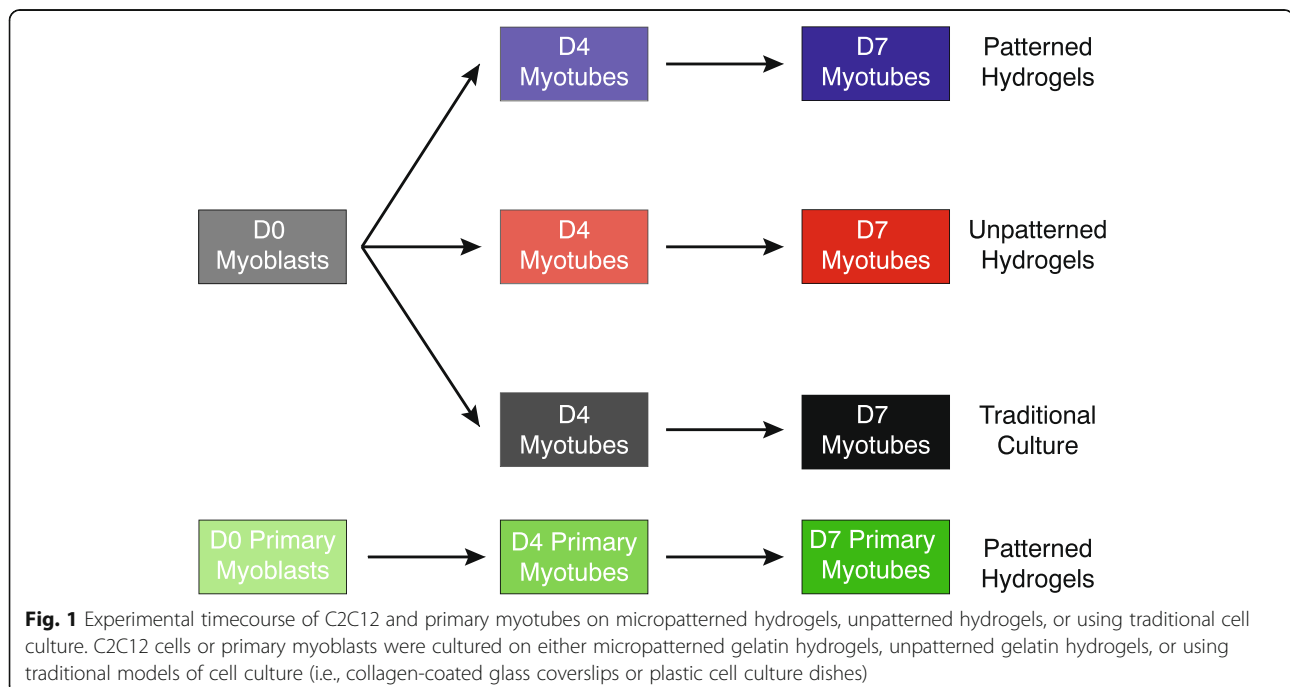 D4
Myotubes
D7
Myotubes
Patterned
Hydrogels
D0
Myoblasts
D4
Myotubes
D7
Myotubes
Unpatterned
Hydrogels
D4
Myotubes
D7
Myotubes
Traditional
Culture
D0 Primary
Myoblasts
D4 Primary
Myotubes
D7 Primary
Myotubes
Patterned
Hydrogels
Fig. 1 Experimental timecourse of C2C12 and primary myotubes on micropatterned hydrogels, unpatterned hydrogels, or using traditional cell
culture. C2C12 cells or primary myoblasts were cultured on either micropatterned gelatin hydrogels, unpatterned gelatin hydrogels, or using
traditional models of cell culture (i.e., collagen-coated glass coverslips or plastic cell culture dishes)